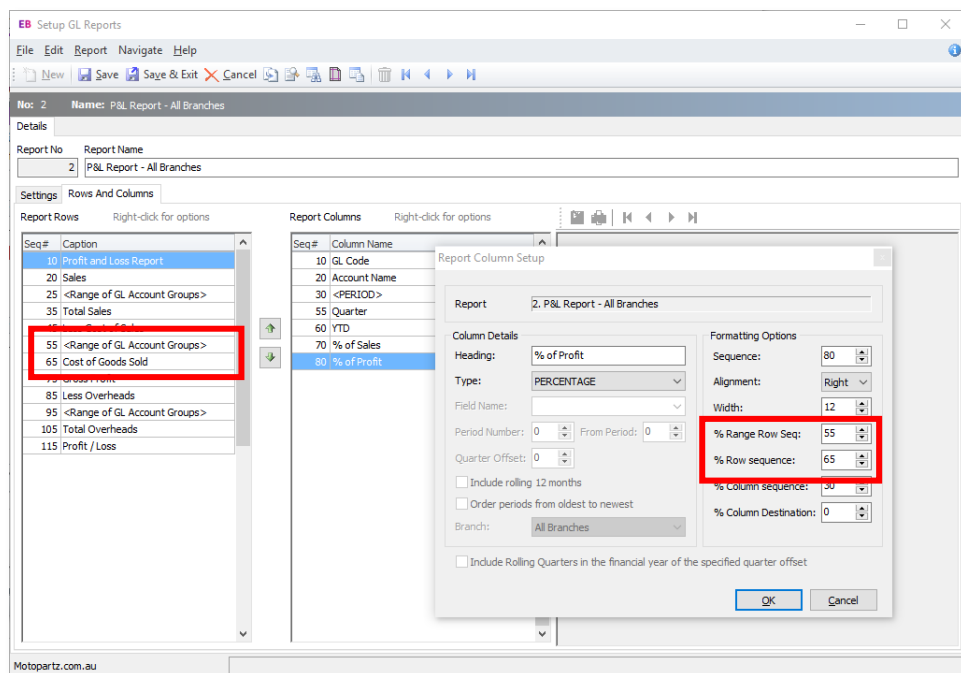 EB Setup GL Reports
File Edit Report Navigate Help
New Save Save & Exit Cancel
No: 2 Name: P&L Report - All Branches
Details
Report No Report Name
2 P&L Report - All Branches
Settings Rows And Columns
Report Rows Right-click for options Report Columns Right-click for options
Seq# Caption
10 Profit and Loss Report
20 Sales
25 <Range of GL Account Groups>
35 Total Sales
55 <Range of GL Account Groups>
65 Cost of Goods Sold
85 Less Overheads
95 <Range of GL Account Groups>
105 Total Overheads
115 Profit / Loss
Seq# Column Name
10 GL Code
20 Account Name
30 <PERIOD>
55 Quarter
60 YTD
70 % of Sales
80 % of Profit
Report Column Setup
Report 2. P&L Report - All Branches
Column Details
Heading: % of Profit
Type: PERCENTAGE
Field Name:
Period Number: 0 From Period: 0
Quarter Offset: 0
Include rolling 12 months
Order periods from oldest to newest
Branch: All Branches
Formatting Options
Sequence: 80
Alignment: Right
Width: 12
% Range Row Seq: 55
% Row sequence: 65
% Column sequence: 30
% Column Destination: 0
Include Rolling Quarters in the financial year of the specified quarter offset
OK Cancel
Motopartz.com.au